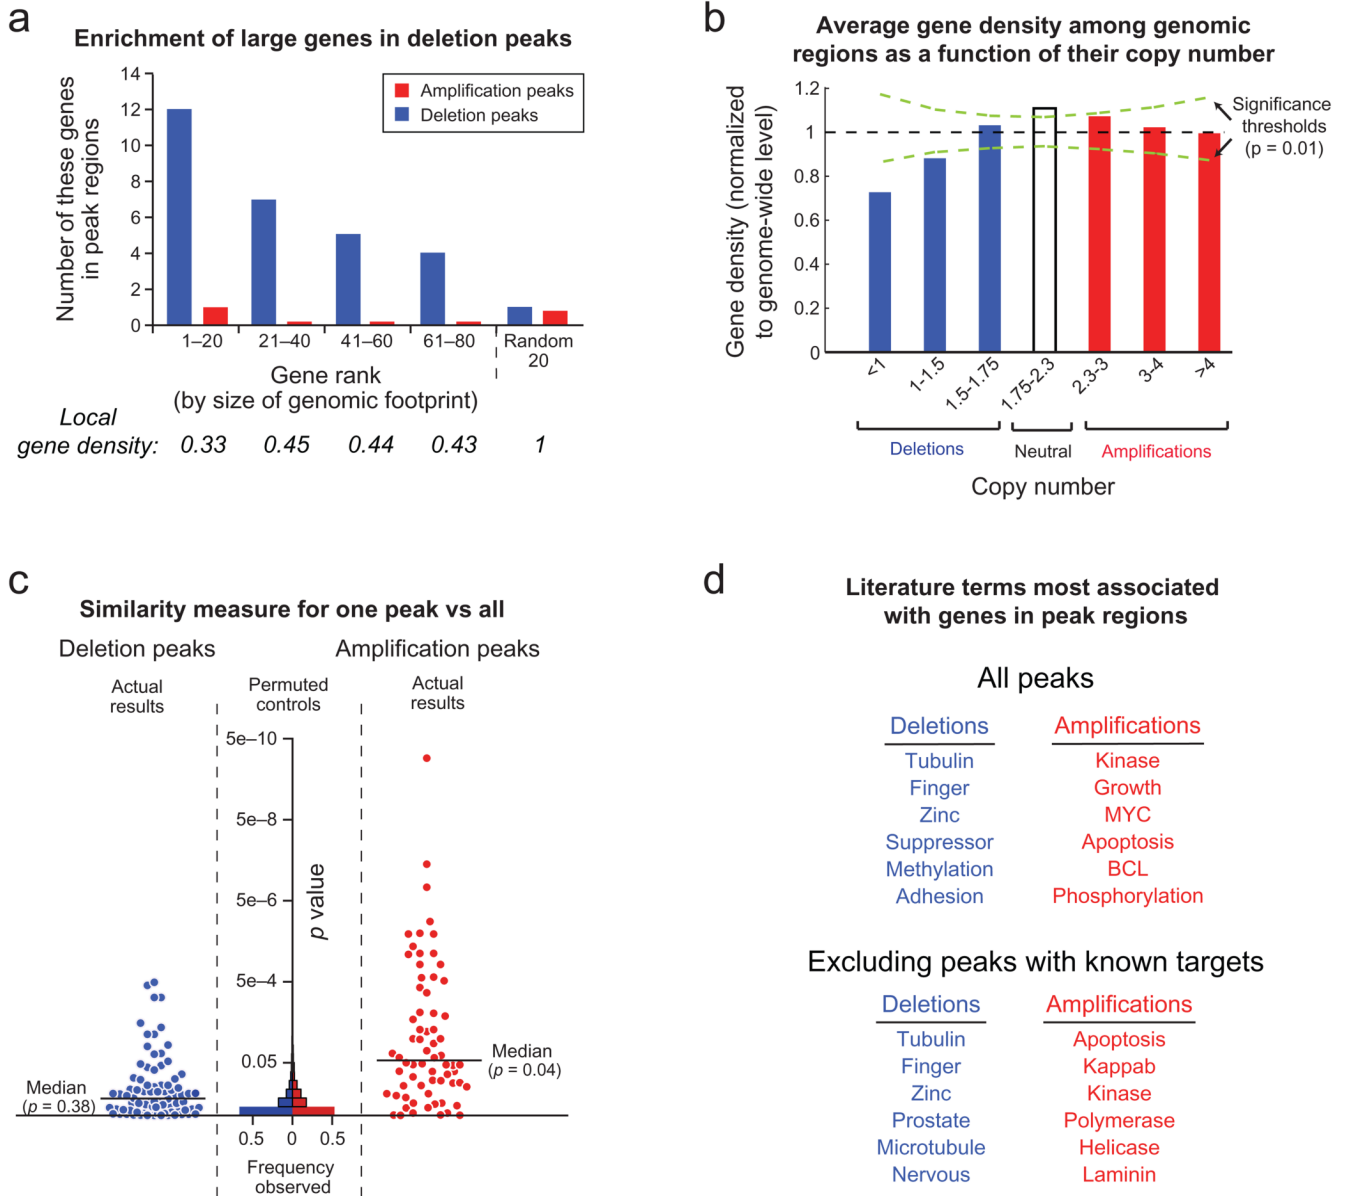 a
Enrichment of large genes in deletion peaks
Number of these genes
in peak regions
14
12
10
8
6
4
2
0
Amplification peaks
Deletion peaks
1–20
21–40
41–60
61–80
Random
20
Gene rank
(by size of genomic footprint)
Local
gene density:
0.33
0.45
0.44
0.43
1
b
Average gene density among genomic
regions as a function of their copy number
Gene density (normalized
to genome-wide level)
1.2
1
0.8
0.6
0.4
0.2
0
Significance
thresholds
(p = 0.01)
<1
1-1.5
1.5-1.75
1.75-2.3
2.3-3
3-4
>4
Deletions
Neutral
Amplifications
Copy number
c
Similarity measure for one peak vs all
Deletion peaks
Amplification peaks
Actual
results
Permuted
controls
Actual
results
5e–10
5e–8
5e–6
5e–4
0.05
p value
Median
(p = 0.38)
Median
(p = 0.04)
0.5
0
0.5
Frequency
observed
d
Literature terms most associated
with genes in peak regions
All peaks
Deletions
Tubulin
Finger
Zinc
Suppressor
Methylation
Adhesion
Amplifications
Kinase
Growth
MYC
Apoptosis
BCL
Phosphorylation
Excluding peaks with known targets
Deletions
Tubulin
Finger
Zinc
Prostate
Microtubule
Nervous
Amplifications
Apoptosis
Kappab
Kinase
Polymerase
Helicase
Laminin